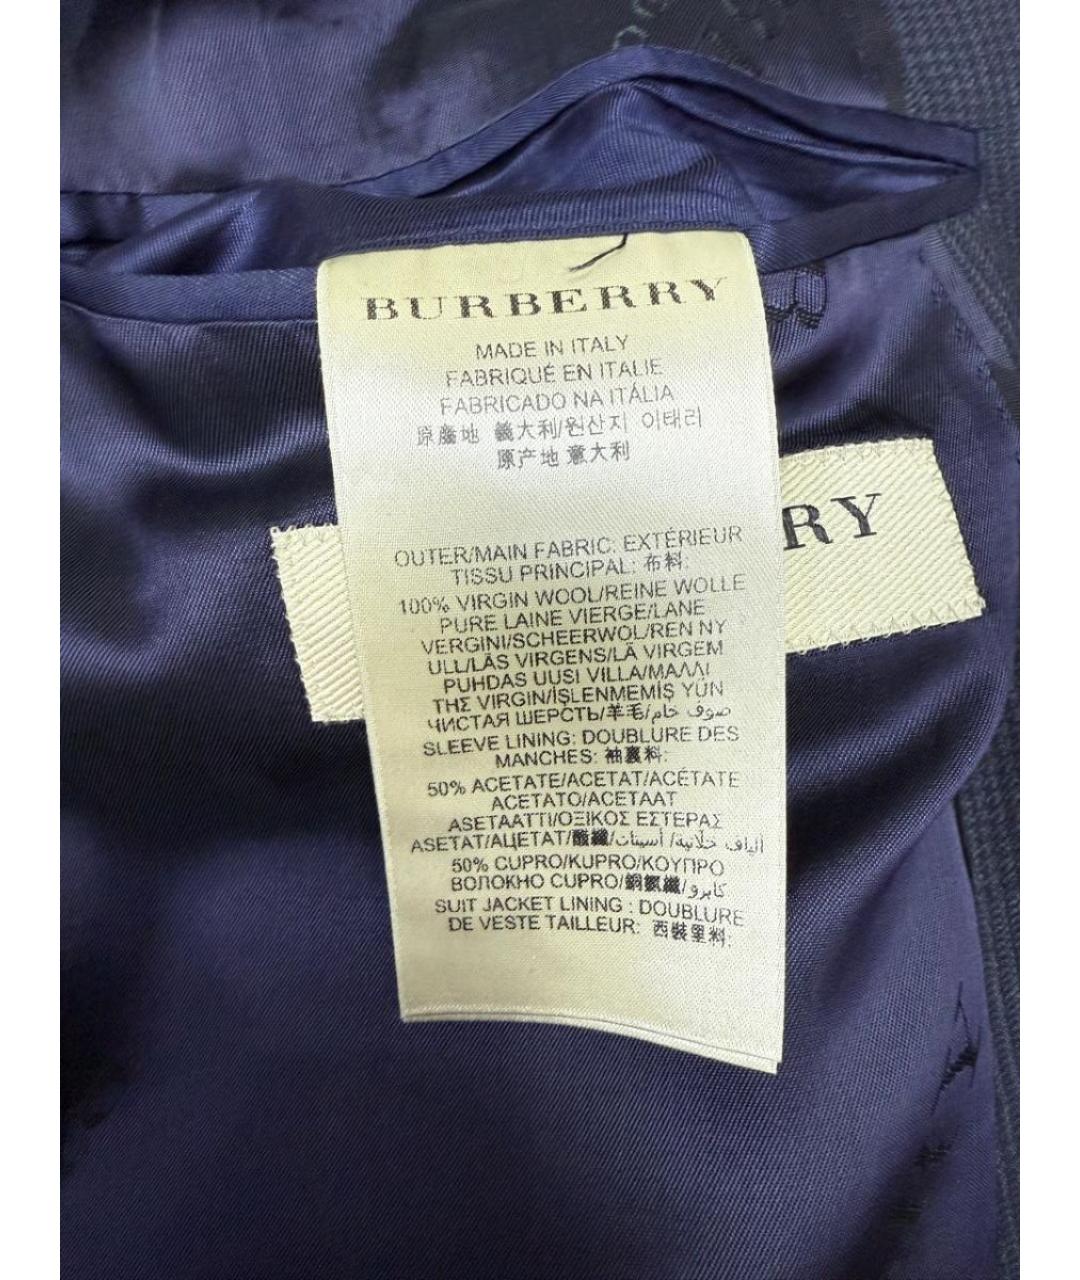 BURBERRY
MADE IN ITALY
FABRIQUÉ EN ITALIE
FABRICADO NA ITÁLIA
原產地 義大利/원산지 이태리
原产地 意大利
RY
OUTER/MAIN FABRIC: EXTÉRIEUR
TISSU PRINCIPAL: 布料:
100% VIRGIN WOOL/REINE WOLLE
PURE LAINE VIERGE/LANE
VERGINI/SCHEERWOL/REN NY
ULL/LÄS VIRGENS/LÃ VIRGEM
PUHDAS UUSI VILLA/ΜΑΛΛΙ
ΤΗΣ VIRGIN/İŞLENMEMİŞ YÜN
ЧИСТАЯ ШЕРСТЬ/羊毛/صوف خام
SLEEVE LINING: DOUBLURE DES
MANCHES: 袖裏料:
50% ACETATE/ACETAT/ACÉTATE
ACETATO/ACETAAT
ASETAATTI/ΟΞΙΚΟΣ ΕΣΤΕΡΑΣ
ASETAT/АЦЕТАТ/醋纖/ألياف خلانية/ أسيتات
50% CUPRO/KUPRO/ΚΟΥΠΡΟ
ВОЛОКНО CUPRO/銅氨纖/كابرو
SUIT JACKET LINING : DOUBLURE
DE VESTE TAILLEUR: 西裝里料: